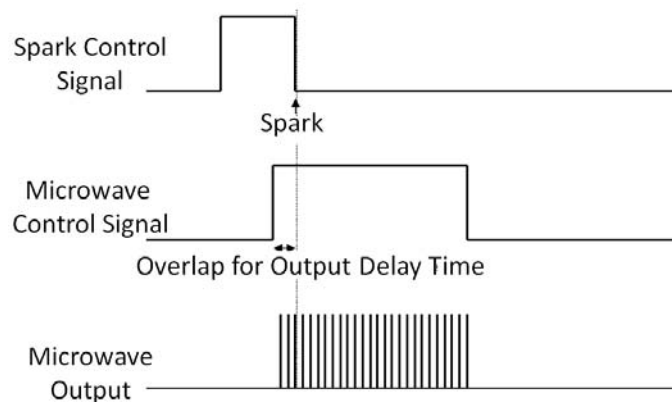 Spark Control
Signal
Spark
Microwave
Control Signal
Overlap for Output Delay Time
Microwave
Output